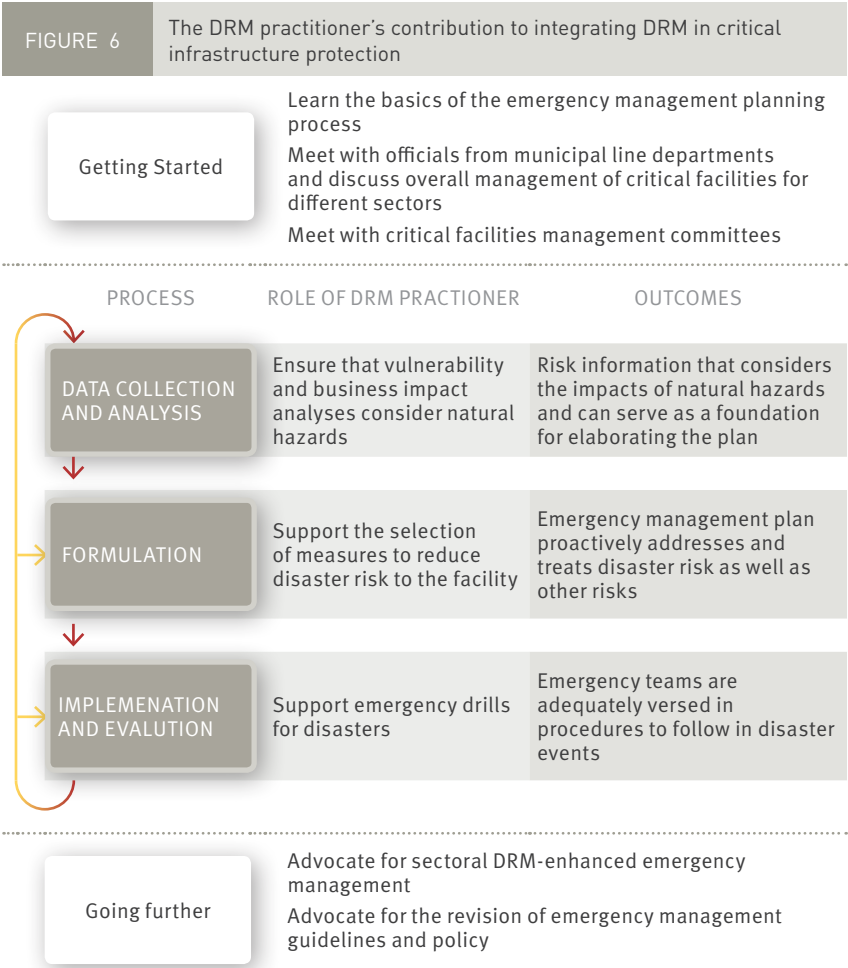 FIGURE 6
The DRM practitioner's contribution to integrating DRM in critical
infrastructure protection
Getting Started
Learn the basics of the emergency management planning
process
Meet with officials from municipal line departments
and discuss overall management of critical facilities for
different sectors
Meet with critical facilities management committees
PROCESS
ROLE OF DRM PRACTIONER
OUTCOMES
DATA COLLECTION
AND ANALYSIS
Ensure that vulnerability
and business impact
analyses consider natural
hazards
Risk information that considers
the impacts of natural hazards
and can serve as a foundation
for elaborating the plan
FORMULATION
Support the selection
of measures to reduce
disaster risk to the facility
Emergency management plan
proactively addresses and
treats disaster risk as well as
other risks
IMPLEMENATION
AND EVALUTION
Support emergency drills
for disasters
Emergency teams are
adequately versed in
procedures to follow in disaster
events
Going further
Advocate for sectoral DRM-enhanced emergency
management
Advocate for the revision of emergency management
guidelines and policy